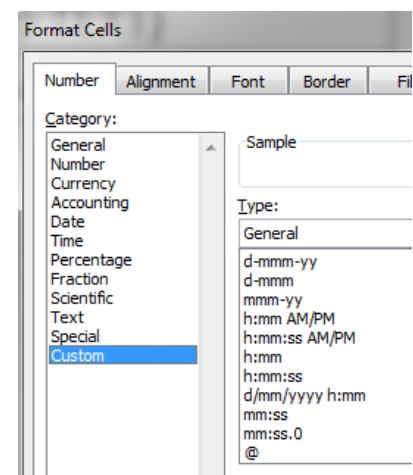 Format Cells
Number Alignment Font Border
Category:
General
Number
Currency
Accounting
Date
Time
Percentage
Fraction
Scientific
Text
Special
Custom
Sample
Type:
General
d-mmm-yy
d-mmm
mmm-yy
h:mm AM/PM
h:mm:ss AM/PM
h:mm
h:mm:ss
d/mm/yyyy h:mm
mm:ss
mm:ss.0
@